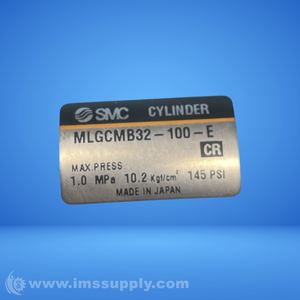 SMC CYLINDER
MLGCMB32-100-E
CR
MAX.PRESS.
1.0 MPa 10.2 Kgf/cm² 145 PSI
MADE IN JAPAN
© www.imssupply.com